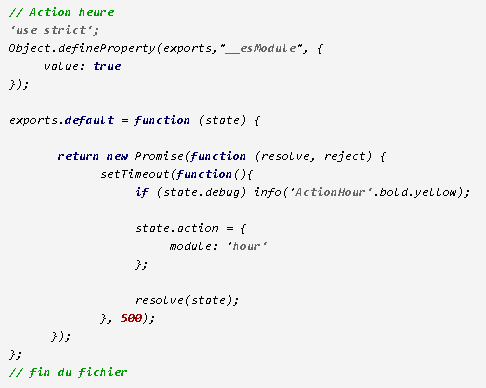 // Action heure
'use strict';
Object.defineProperty(exports,"__esModule", {
value: true
});
exports.default = function (state) {
return new Promise(function (resolve, reject) {
setTimeout(function(){
if (state.debug) info('ActionHour'.bold.yellow);
state.action = {
module: 'hour'
};
resolve(state);
}, 500);
});
};
// fin du fichier